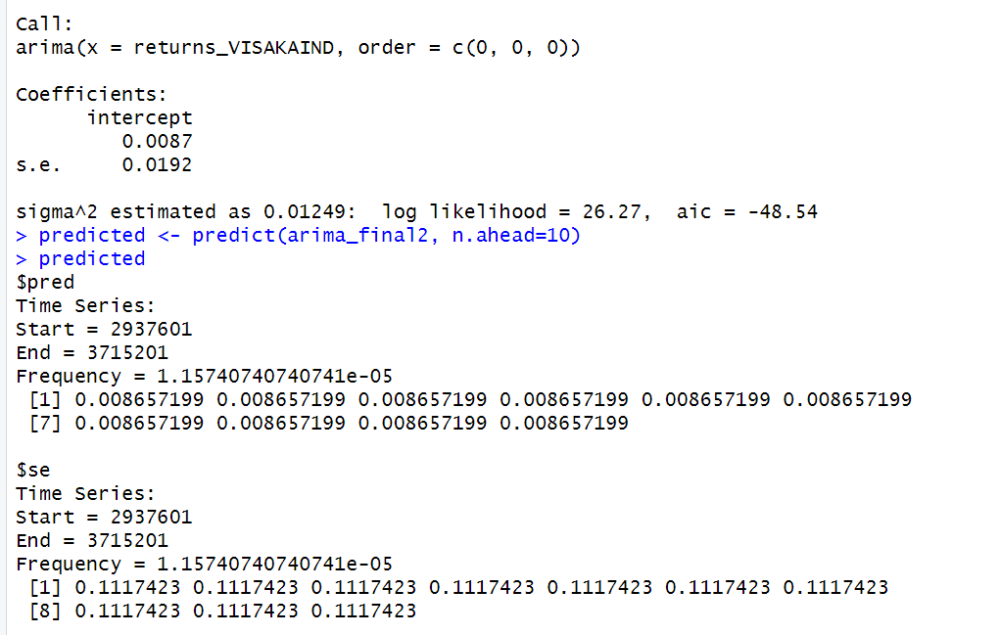 Call:
arima(x = returns_VISAKAIND, order = c(0, 0, 0))
Coefficients:
intercept
0.0087
s.e. 0.0192
sigma^2 estimated as 0.01249: log likelihood = 26.27, aic = -48.54
> predicted <- predict(arima_final2, n.ahead=10)
> predicted
$pred
Time Series:
Start = 2937601
End = 3715201
Frequency = 1.15740740740741e-05
[1] 0.008657199 0.008657199 0.008657199 0.008657199 0.008657199 0.008657199
[7] 0.008657199 0.008657199 0.008657199 0.008657199
$se
Time Series:
Start = 2937601
End = 3715201
Frequency = 1.15740740740741e-05
[1] 0.1117423 0.1117423 0.1117423 0.1117423 0.1117423 0.1117423 0.1117423
[8] 0.1117423 0.1117423 0.1117423